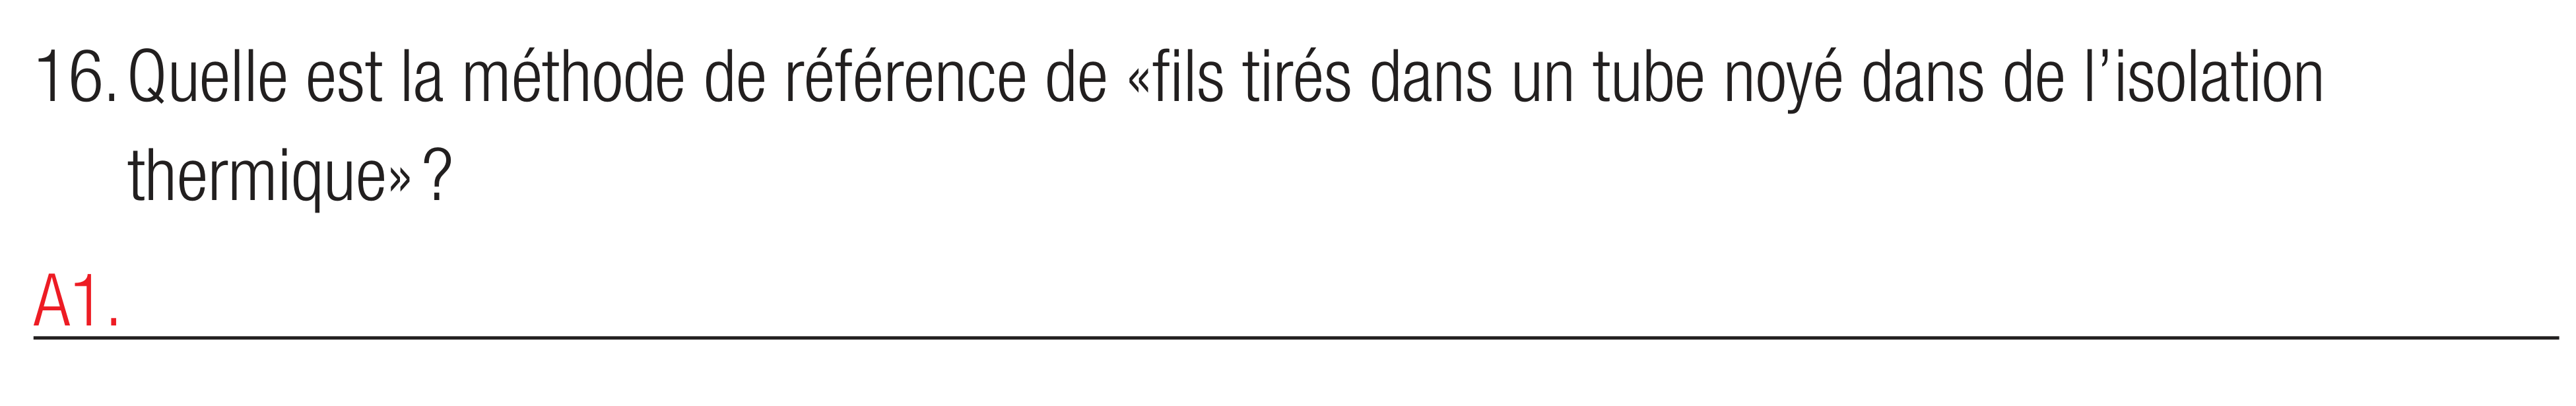 16. Quelle est la méthode de référence de «fils tirés dans un tube noyé dans de l’isolation
thermique» ?
A1.